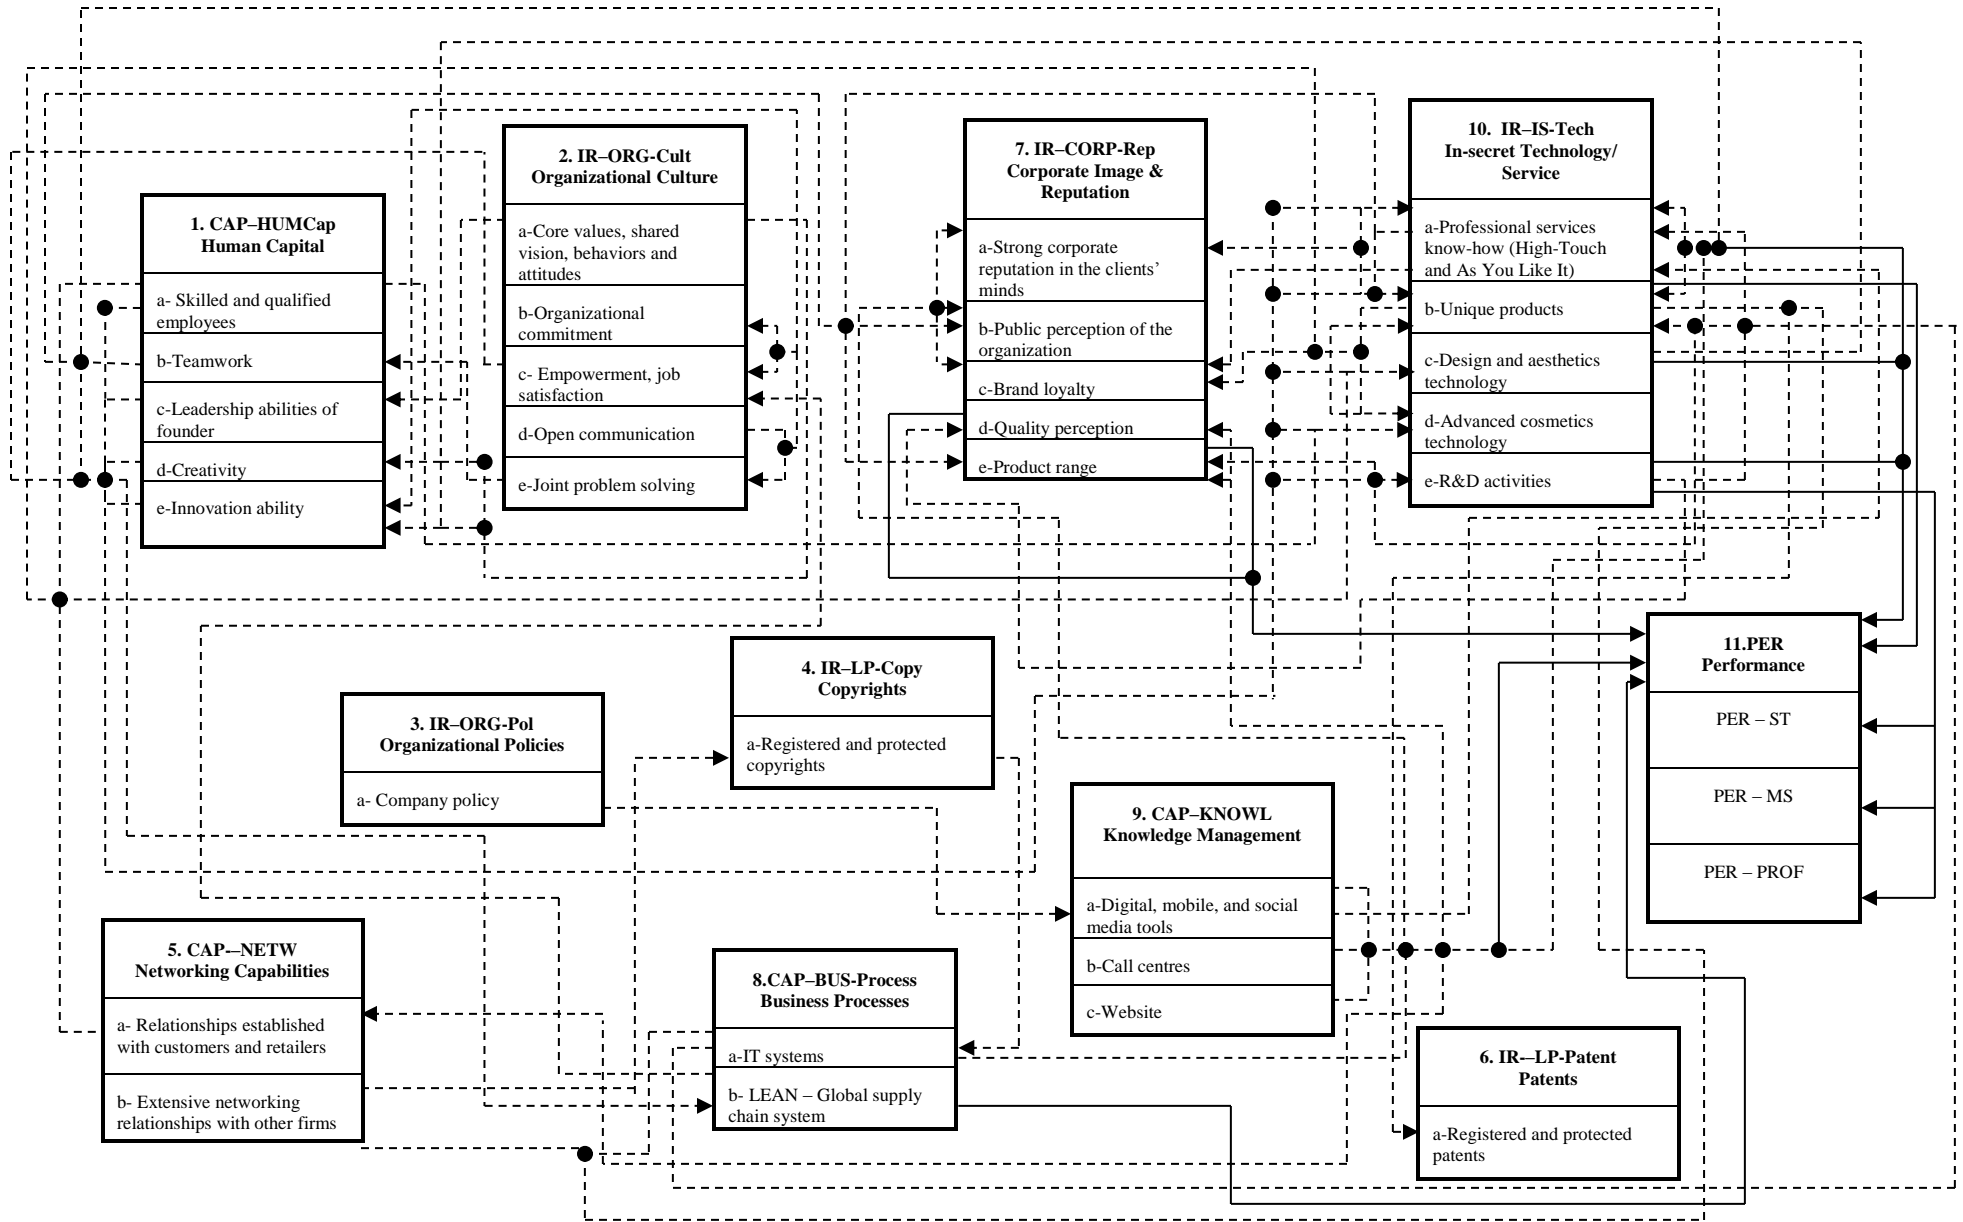 1. CAP–HUMCap
Human Capital
a- Skilled and qualified
employees
b-Teamwork
c-Leadership abilities of
founder
d-Creativity
e-Innovation ability
2. IR–ORG-Cult
Organizational Culture
a-Core values, shared
vision, behaviors and
attitudes
b-Organizational
commitment
c- Empowerment, job
satisfaction
d-Open communication
e-Joint problem solving
7. IR–CORP-Rep
Corporate Image &
Reputation
a-Strong corporate
reputation in the clients’
minds
b-Public perception of the
organization
c-Brand loyalty
d-Quality perception
e-Product range
10. IR–IS-Tech
In-secret Technology/
Service
a-Professional services
know-how (High-Touch
and As You Like It)
b-Unique products
c-Design and aesthetics
technology
d-Advanced cosmetics
technology
e-R&D activities
3. IR–ORG-Pol
Organizational Policies
a- Company policy
4. IR–LP-Copy
Copyrights
a-Registered and protected
copyrights
11.PER
Performance
PER – ST
PER – MS
PER – PROF
9. CAP–KNOWL
Knowledge Management
a-Digital, mobile, and social
media tools
b-Call centres
c-Website
5. CAP-–NETW
Networking Capabilities
a- Relationships established
with customers and retailers
b- Extensive networking
relationships with other firms
8.CAP–BUS-Process
Business Processes
a-IT systems
b- LEAN – Global supply
chain system
6. IR-–LP-Patent
Patents
a-Registered and protected
patents